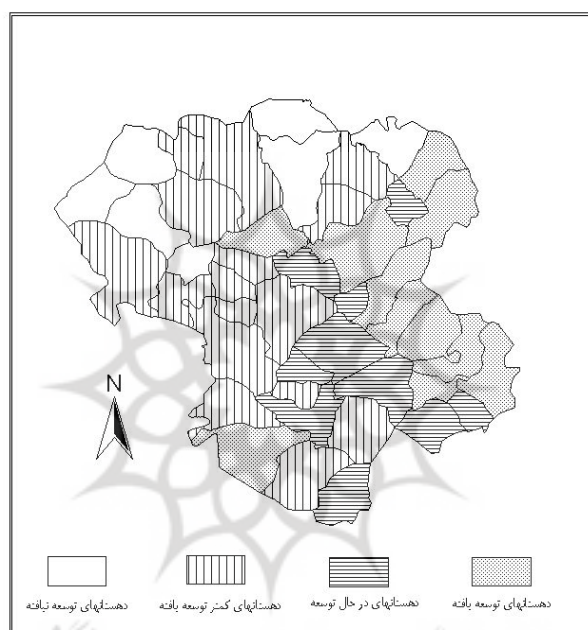 N
دهستانهای توسعه یافته
دهستانهای در حال توسعه
دهستانهای کمتر توسعه یافته
دهستانهای توسعه نیافته